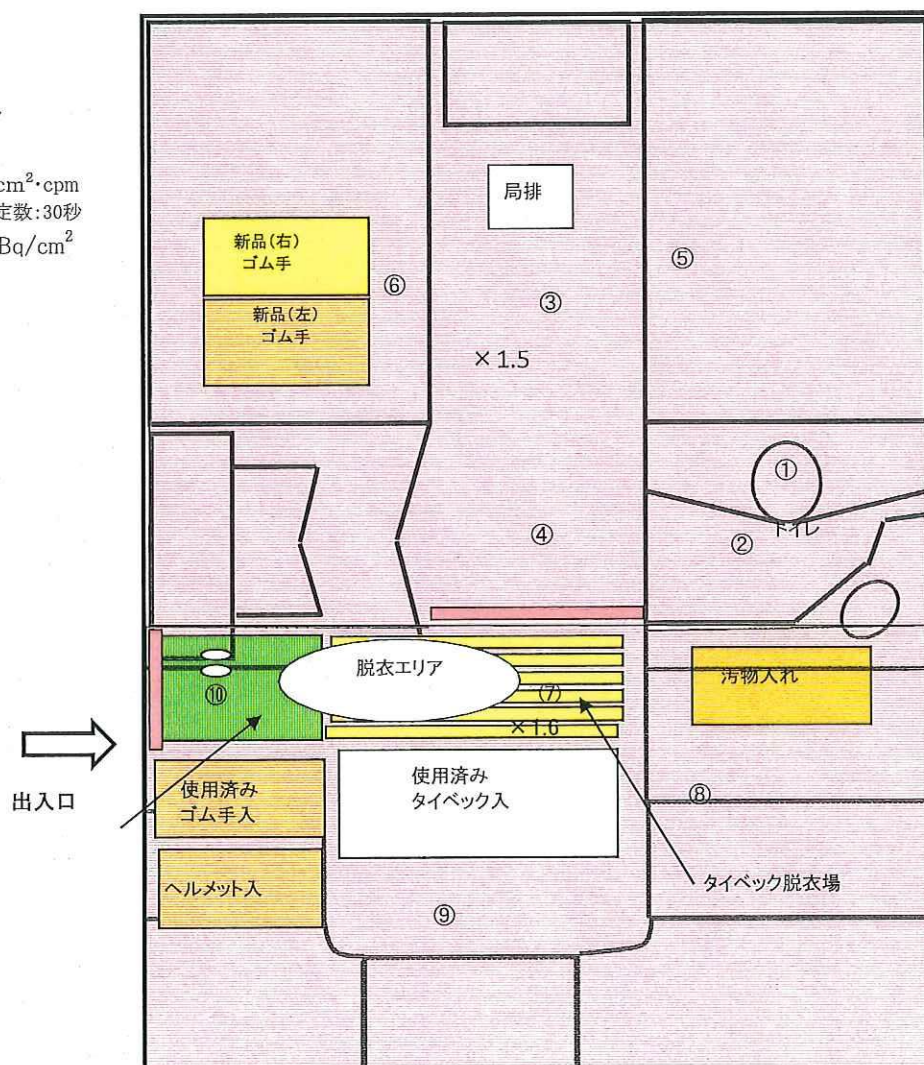 cm²・cpm
定数:30秒
Bq/cm²
局排
新品(右)
ゴム手
新品(左)
ゴム手
⑥
③
⑤
×1.5
①
トイレ
②
④
脱衣エリア
⑦
×1.6
⑩
汚物入れ
出入口
使用済み
ゴム手入
使用済み
タイベック入
⑧
ヘルメット入
タイベック脱衣場
⑨